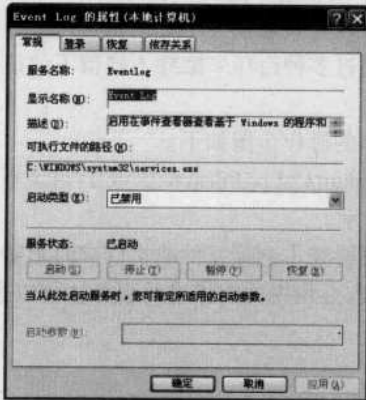 Event Log 的属性(本地计算机)
常规 登录 恢复 依存关系
服务名称: Eventlog
显示名称(N): Event Log
描述(D): 启用在事件查看器查看基于 Windows 的程序和
可执行文件的路径(H):
C:\WINDOWS\system32\services.exe
启动类型(E): 已禁用
服务状态: 已启动
启动(S) 停止(T) 暂停(P) 恢复(R)
当从此处启动服务时，您可指定所适用的启动参数。
启动参数(M):
确定 取消 应用(A)